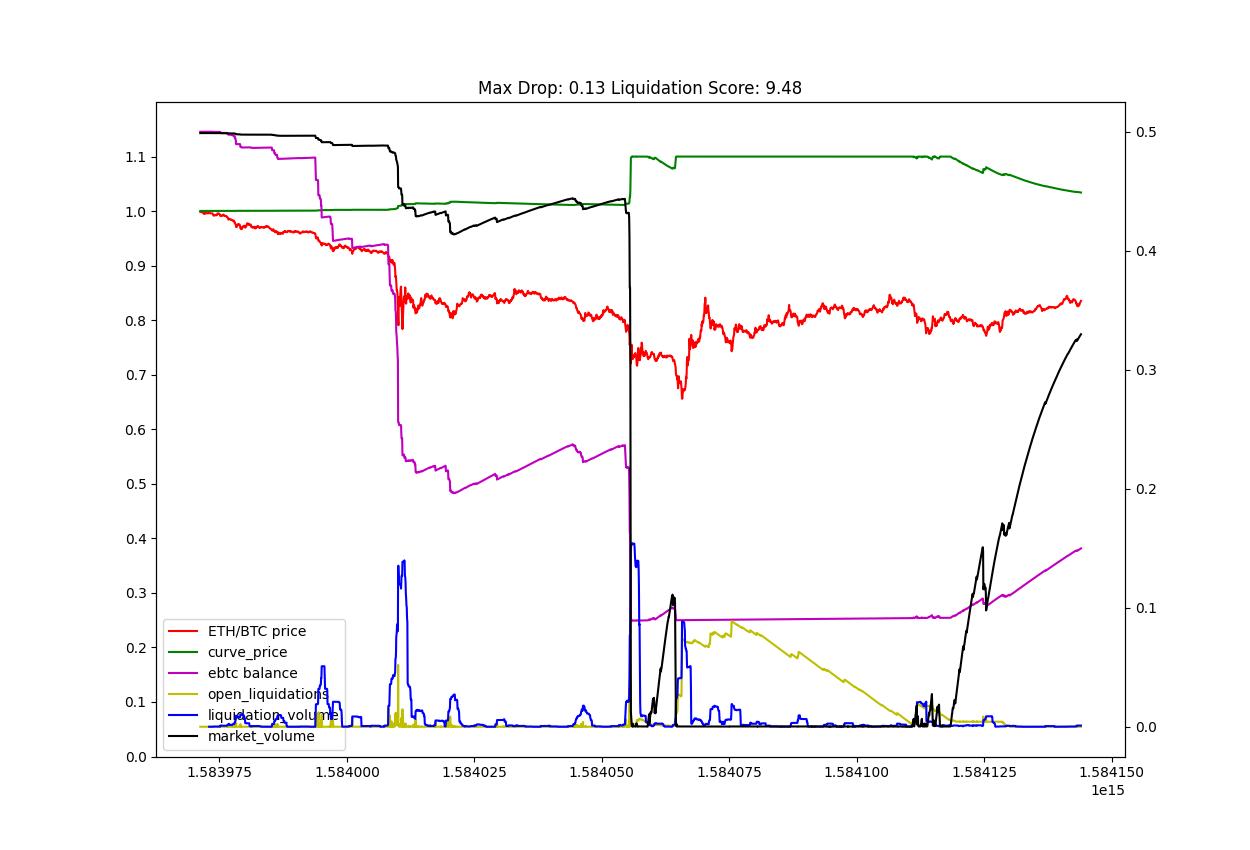 Max Drop: 0.13 Liquidation Score: 9.48
1.1
1.0
0.9
0.8
0.7
0.6
0.5
0.4
0.3
0.2
0.1
0.0
0.5
0.4
0.3
0.2
0.1
0.0
ETH/BTC price
curve_price
ebtc balance
open_liquidations
liquidation_volume
market_volume
1.583975 1.584000 1.584025 1.584050 1.584075 1.584100 1.584125 1.584150
1e15